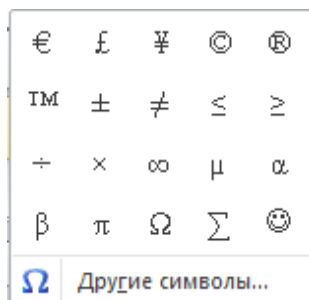 € £ ¥ © ®
™ ± ≠ ≤ ≥
÷ × ∞ µ α
β π Ω ∑ ☺
Ω Другие символы...